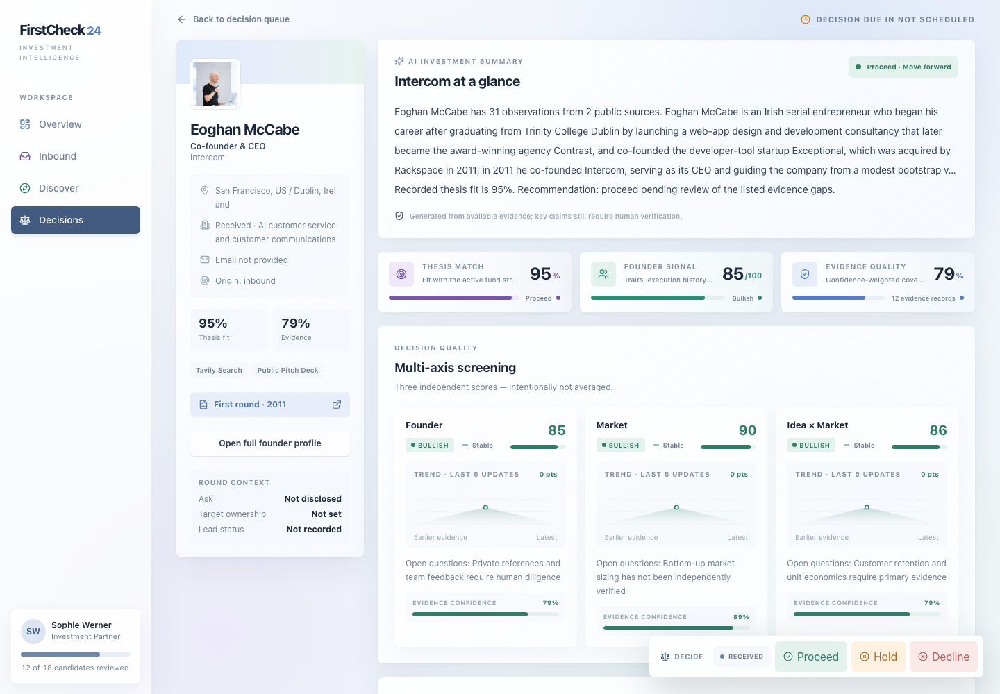 FirstCheck 24
INVESTMENT
INTELLIGENCE
WORKSPACE
Overview
Inbound
Discover
Decisions
SW
Sophie Werner
Investment Partner
12 of 18 candidates reviewed
Back to decision queue
DECISION DUE IN NOT SCHEDULED
Eoghan McCabe
Co-founder & CEO
Intercom
San Francisco, US / Dublin, Irel
and
Received · AI customer service
and customer communications
Email not provided
Origin: inbound
95%
Thesis fit
79%
Evidence
Tavily Search
Public Pitch Deck
First round · 2011
Open full founder profile
ROUND CONTEXT
Ask Not disclosed
Target ownership Not set
Lead status Not recorded
AI INVESTMENT SUMMARY
Intercom at a glance
Proceed · Move forward
Eoghan McCabe has 31 observations from 2 public sources. Eoghan McCabe is an Irish serial entrepreneur who began his
career after graduating from Trinity College Dublin by launching a web-app design and development consultancy that later
became the award-winning agency Contrast, and co-founded the developer-tool startup Exceptional, which was acquired by
Rackspace in 2011; in 2011 he co-founded Intercom, serving as its CEO and guiding the company from a modest bootstrap v...
Recorded thesis fit is 95%. Recommendation: proceed pending review of the listed evidence gaps.
Generated from available evidence; key claims still require human verification.
THESIS MATCH
Fit with the active fund str...
95%
Proceed
FOUNDER SIGNAL
Traits, execution history...
85/100
Bullish
EVIDENCE QUALITY
Confidence-weighted cove...
79%
12 evidence records
DECISION QUALITY
Multi-axis screening
Three independent scores — intentionally not averaged.
Founder
85
BULLISH
Stable
TREND · LAST 5 UPDATES 0 pts
Earlier evidence Latest
Open questions: Private references and
team feedback require human diligence
EVIDENCE CONFIDENCE 79%
Market
90
BULLISH
Stable
TREND · LAST 5 UPDATES 0 pts
Earlier evidence Latest
Open questions: Bottom-up market
sizing has not been independently
verified
EVIDENCE CONFIDENCE 89%
Idea × Market
86
BULLISH
Stable
TREND · LAST 5 UPDATES 0 pts
Earlier evidence Latest
Open questions: Customer retention and
unit economics require primary evidence
EVIDENCE CONFIDENCE 79%
DECIDE
RECEIVED
Proceed
Hold
Decline